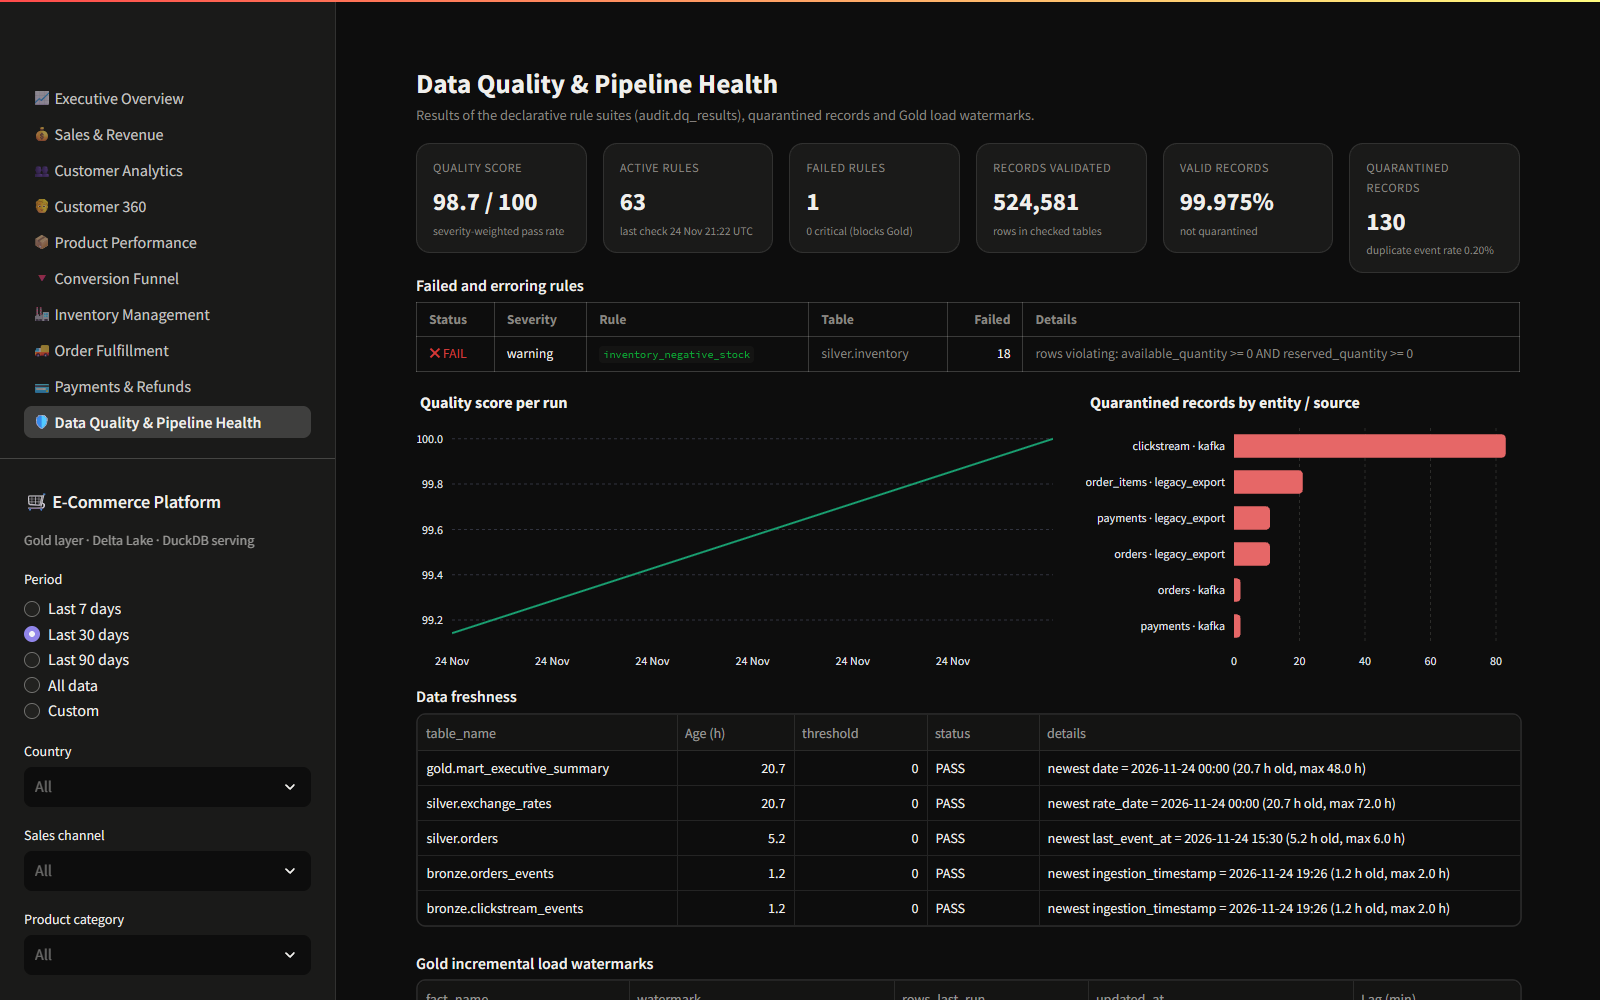 Executive Overview
Sales & Revenue
Customer Analytics
Customer 360
Product Performance
Conversion Funnel
Inventory Management
Order Fulfillment
Payments & Refunds
Data Quality & Pipeline Health
E-Commerce Platform
Gold layer · Delta Lake · DuckDB serving
Period
Last 7 days
Last 30 days
Last 90 days
All data
Custom
Country
All
Sales channel
All
Product category
All
Data Quality & Pipeline Health
Results of the declarative rule suites (audit.dq_results), quarantined records and Gold load watermarks.
QUALITY SCORE
98.7 / 100
severity-weighted pass rate
ACTIVE RULES
63
last check 24 Nov 21:22 UTC
FAILED RULES
1
0 critical (blocks Gold)
RECORDS VALIDATED
524,581
rows in checked tables
VALID RECORDS
99.975%
not quarantined
QUARANTINED
RECORDS
130
duplicate event rate 0.20%
Failed and erroring rules
Status Severity Rule Table Failed Details
❌ FAIL warning inventory_negative_stock silver.inventory 18 rows violating: available_quantity >= 0 AND reserved_quantity >= 0
Quality score per run
100.0
99.8
99.6
99.4
99.2
24 Nov 24 Nov 24 Nov 24 Nov 24 Nov 24 Nov
Quarantined records by entity / source
clickstream · kafka
order_items · legacy_export
payments · legacy_export
orders · legacy_export
orders · kafka
payments · kafka
0 20 40 60 80
Data freshness
table_name Age (h) threshold status details
gold.mart_executive_summary 20.7 0 PASS newest date = 2026-11-24 00:00 (20.7 h old, max 48.0 h)
silver.exchange_rates 20.7 0 PASS newest rate_date = 2026-11-24 00:00 (20.7 h old, max 72.0 h)
silver.orders 5.2 0 PASS newest last_event_at = 2026-11-24 15:30 (5.2 h old, max 6.0 h)
bronze.orders_events 1.2 0 PASS newest ingestion_timestamp = 2026-11-24 19:26 (1.2 h old, max 2.0 h)
bronze.clickstream_events 1.2 0 PASS newest ingestion_timestamp = 2026-11-24 19:26 (1.2 h old, max 2.0 h)
Gold incremental load watermarks
fact_name watermark rows_last_run updated_at Lag (min)